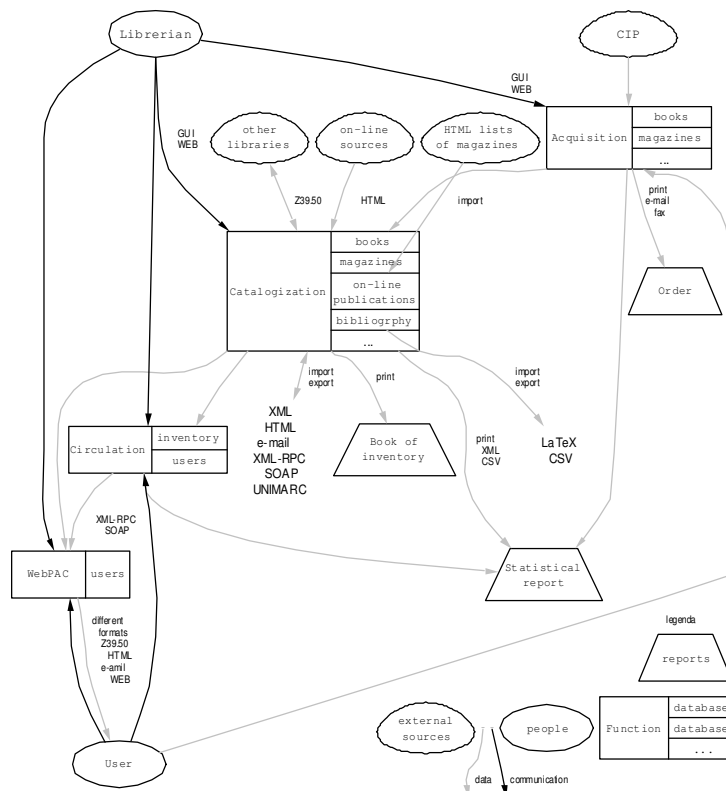 Librerian
CIP
GUI
WEB
books
Acquisition
magazines
...
GUI
WEB
other
libraries
on-line
sources
HTML lists
of magazines
Z39.50
HTML
import
print
e-mail
fax
books
magazines
Catalogization
on-line
publications
bibliogrphy
...
Order
import
export
print
import
export
XML
HTML
e-mail
XML-RPC
SOAP
UNIMARC
Circulation
inventory
users
Book of
inventory
print
XML
CSV
LaTeX
CSV
XML-RPC
SOAP
WebPAC
users
Statistical
report
different
formats
Z39.50
HTML
e-amil
WEB
legenda
reports
external
sources
people
Function
database
database
...
User
data
communication